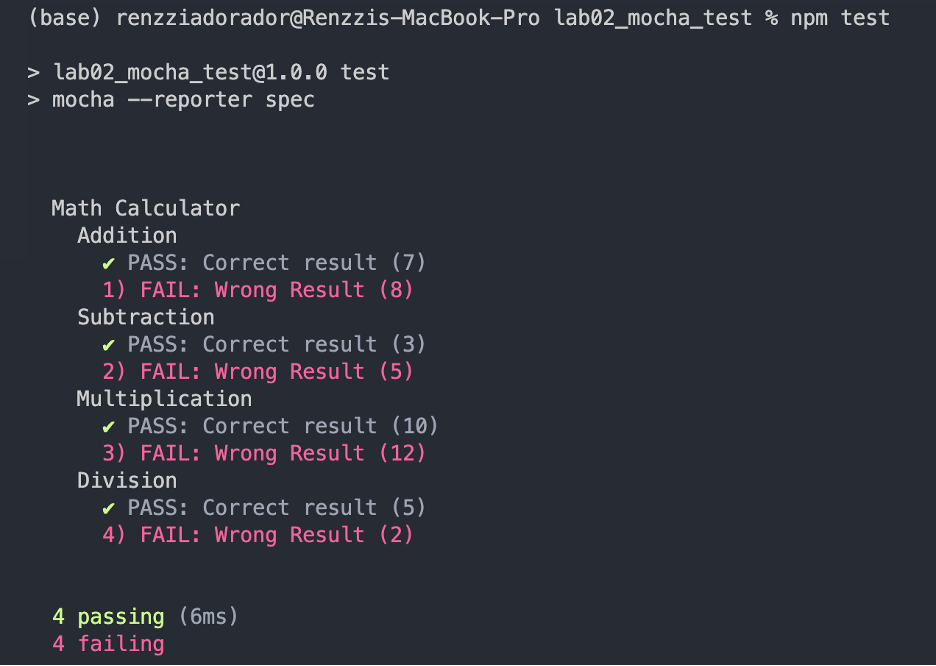 (base) renzziadorador@Renzzis-MacBook-Pro lab02_mocha_test % npm test
> lab02_mocha_test@1.0.0 test
> mocha --reporter spec
Math Calculator
Addition
✔ PASS: Correct result (7)
1) FAIL: Wrong Result (8)
Subtraction
✔ PASS: Correct result (3)
2) FAIL: Wrong Result (5)
Multiplication
✔ PASS: Correct result (10)
3) FAIL: Wrong Result (12)
Division
✔ PASS: Correct result (5)
4) FAIL: Wrong Result (2)
4 passing (6ms)
4 failing